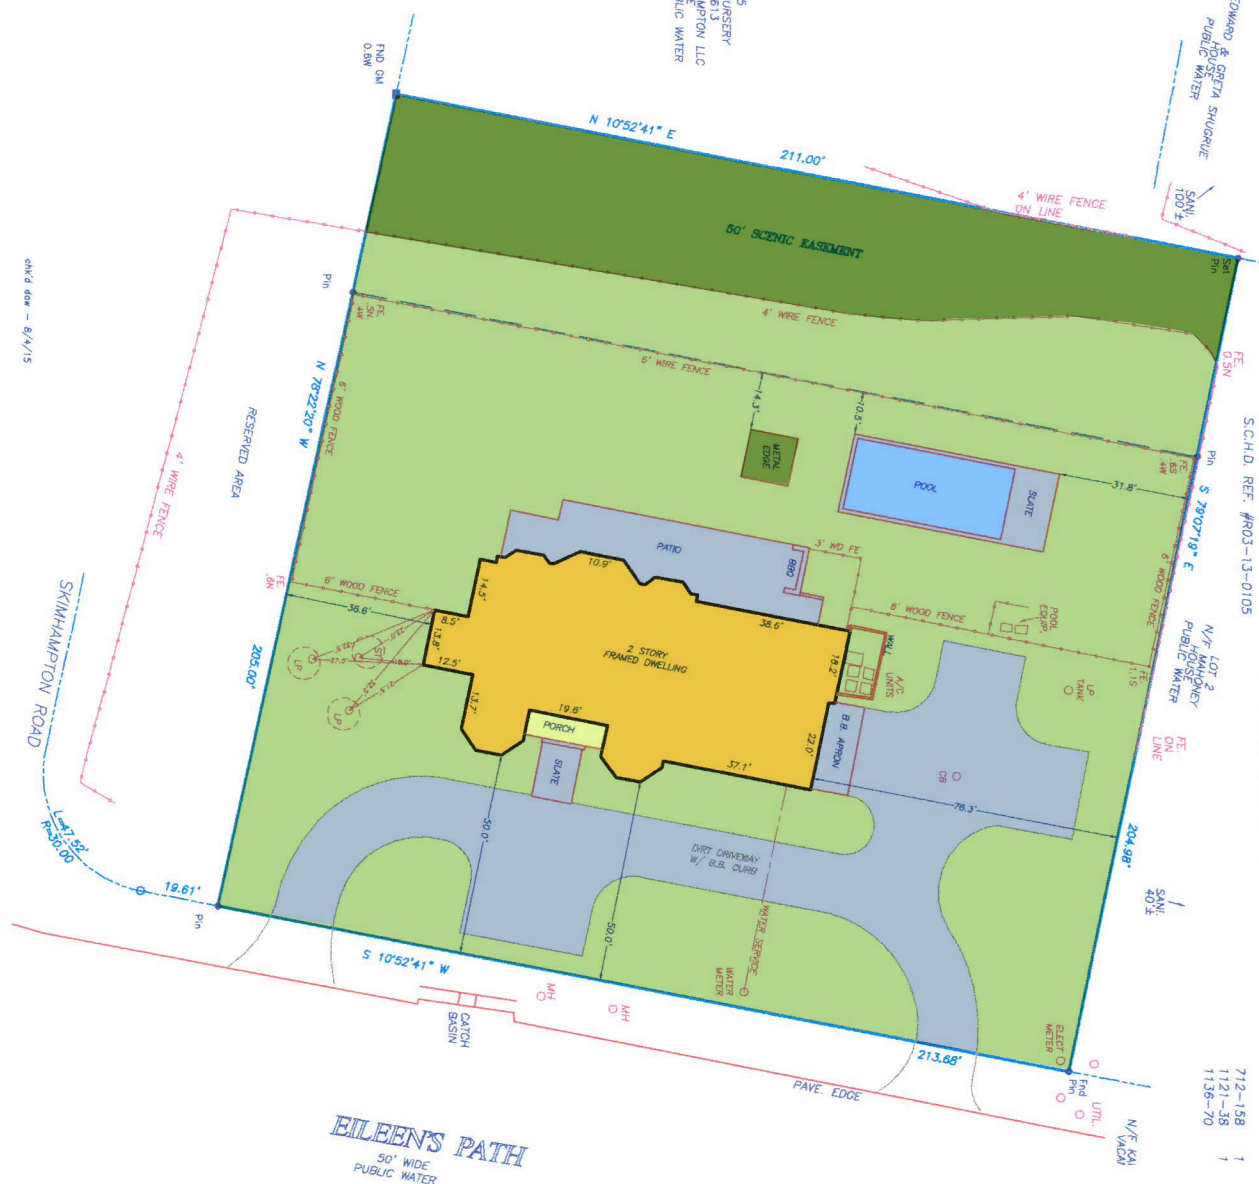 EDWARD & GRETA SHUGRUE
HOUSE
PUBLIC WATER
FND CM
0.8W
N 10°52'41" E
211.00'
4' WIRE FENCE
ON LINE
SANI.
100'±
50' SCENIC EASEMENT
Set
Pin
FE.
0.5N
S.C.H.D. REF. #R03-13-0105
chk'd daw - 8/4/15
Pin
FE.
.5N
.4W
4' WIRE FENCE
6' WIRE FENCE
14.3'
10.5'
FE.
.6S
.4W
Pin
N 78°22'20" W
6' WOOD FENCE
RESERVED AREA
4' WIRE FENCE
METAL
EDGE
POOL
SLATE
31.8'
S 79°07'19" E
6' WOOD FENCE
N/F LOT 2
MAHONEY
HOUSE
PUBLIC WATER
PATIO
BBQ
3' WD FE
6' WOOD FENCE
POOL
EQUIP.
FE.
.6N
6' WOOD FENCE
36.6'
14.5'
10.9'
38.6'
8.5'
13.8'
12.5'
13.7'
2 STORY
FRAMED DWELLING
18.2'
WALL
A/C
UNITS
LP
TANK
FE.
1.1S
FE.
ON
LINE
LP
ST
LP
27.5'
19.6'
PORCH
SLATE
37.1'
22.0'
B.B. APRON
CB
76.3'
205.00'
204.98'
SKIMHAMPTON ROAD
L=47.52'
R=30.00
19.61'
Pin
50.0'
50.0'
DIRT DRIVEWAY
W/ B.B. CURB
WATER SERVICE
WATER
METER
SANI.
40'±
S 10°52'41" W
213.68'
CATCH
BASIN
MH
MH
ELECT
METER
Fnd
Pin
UTIL.
PAVE. EDGE
712-158 1
1121-38 1
1136-70
EILEEN'S PATH
50' WIDE
PUBLIC WATER